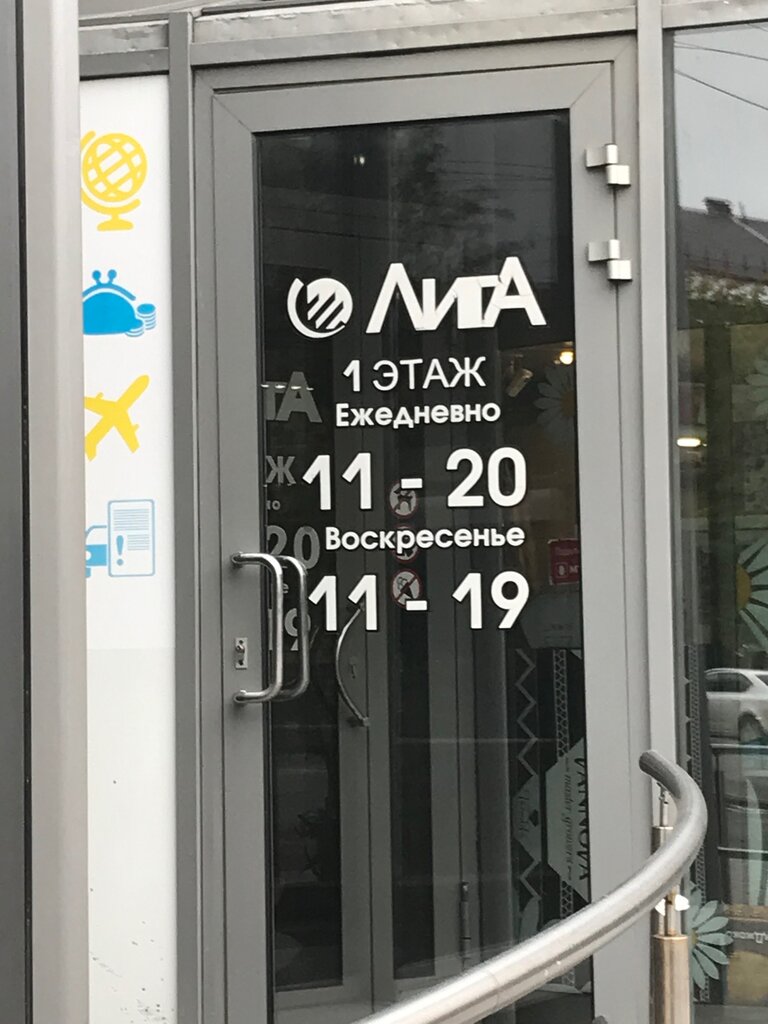 ЛИГА
1 ЭТАЖ
Ежедневно
11 - 20
Воскресенье
11 - 19